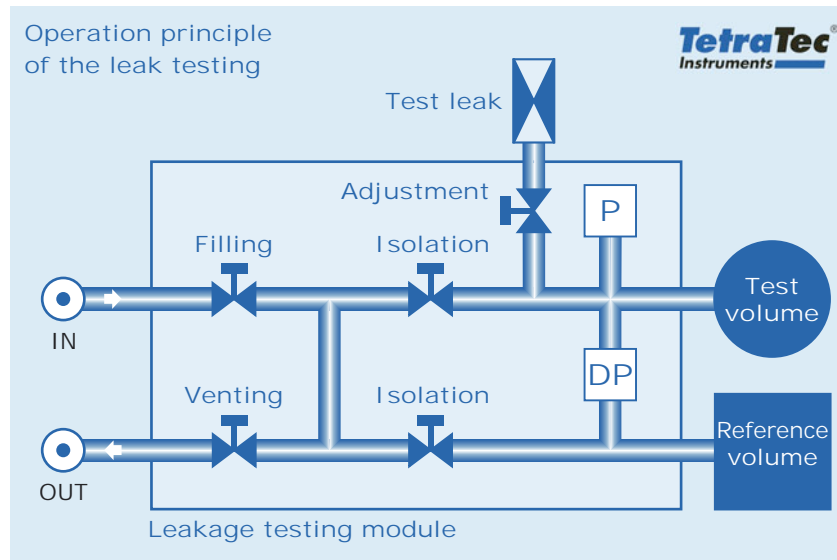 Operation principle
of the leak testing
TetraTec®
Instruments
Test leak
Adjustment
P
Filling
Isolation
Test
volume
IN
DP
Venting
Isolation
Reference
volume
OUT
Leakage testing module